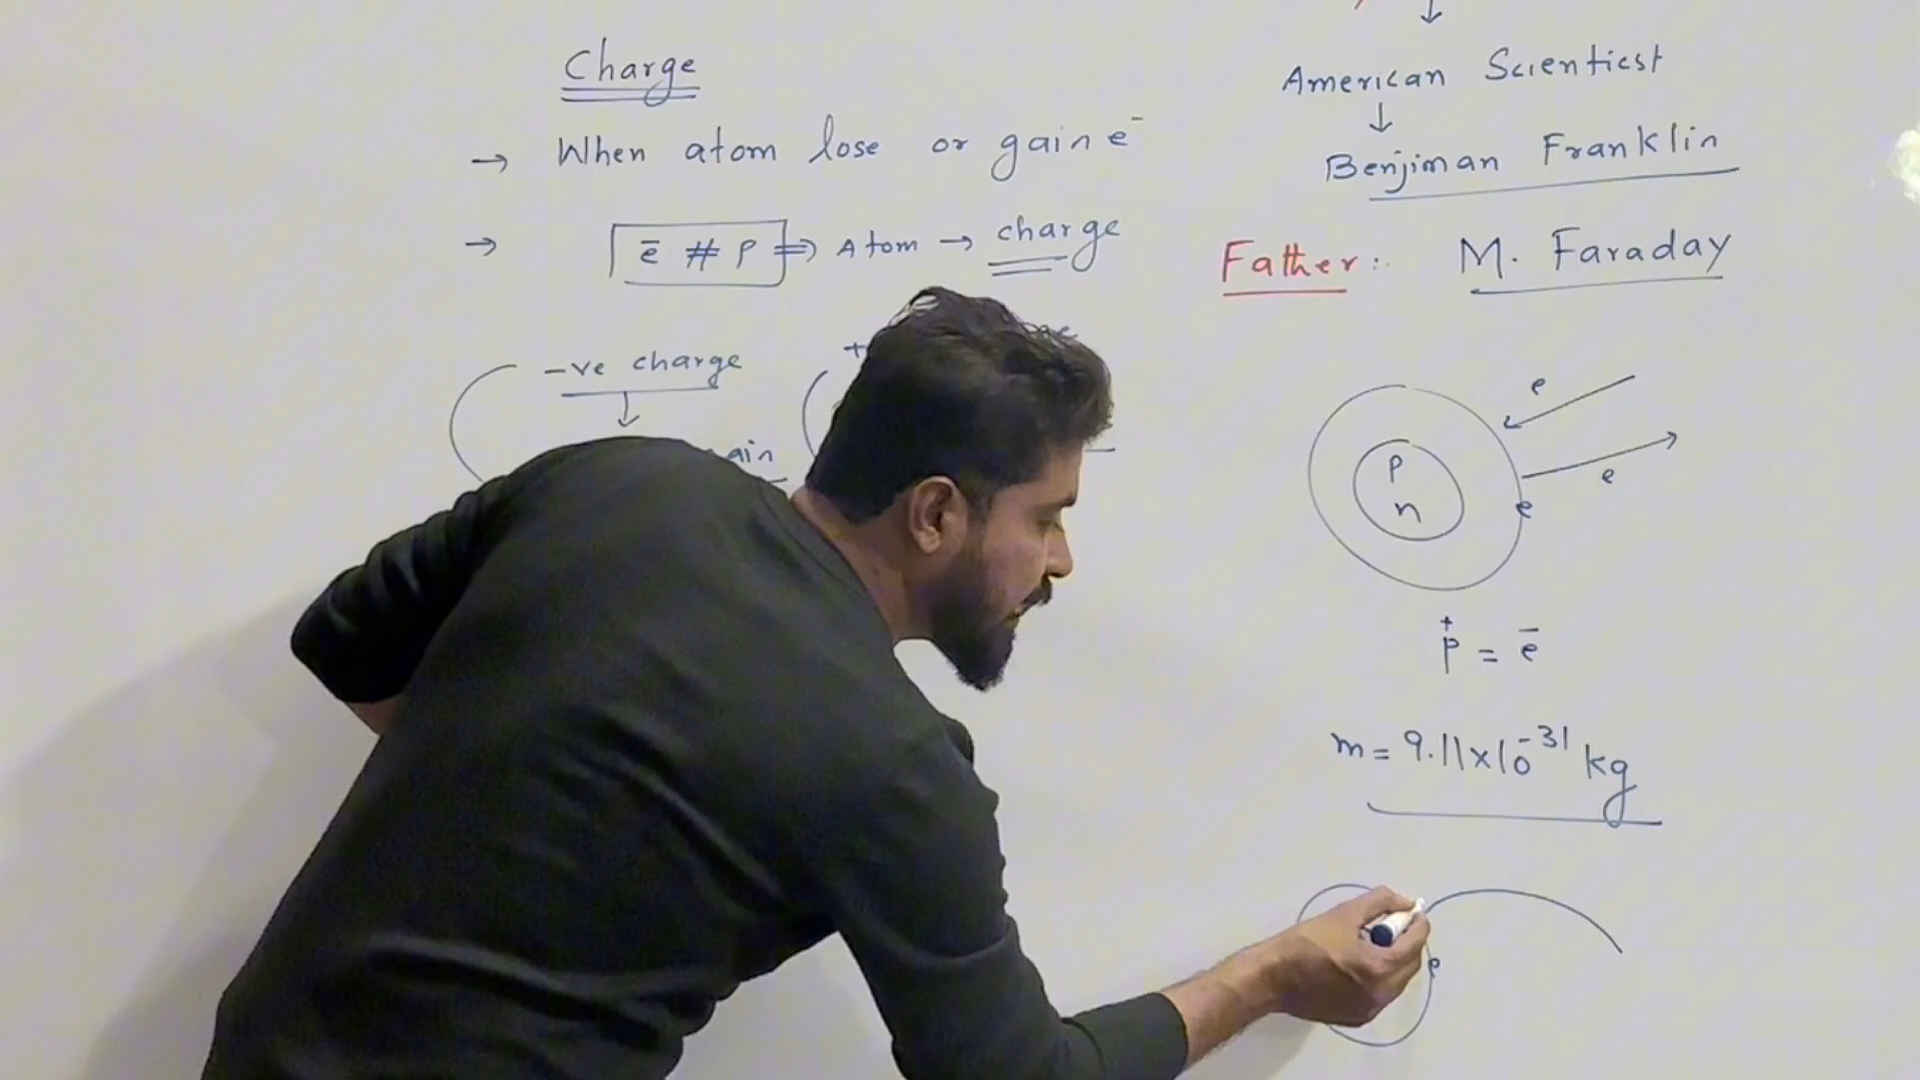 Charge
→ When atom lose or gain e⁻
→ e̅ # P ⇒ Atom → charge
-ve charge
↓
American Scienticst
↓
Benjiman Franklin
Father:- M. Faraday
e
e
P
n
e
p⁺ = e̅
m = 9.11×10⁻³¹ kg
e